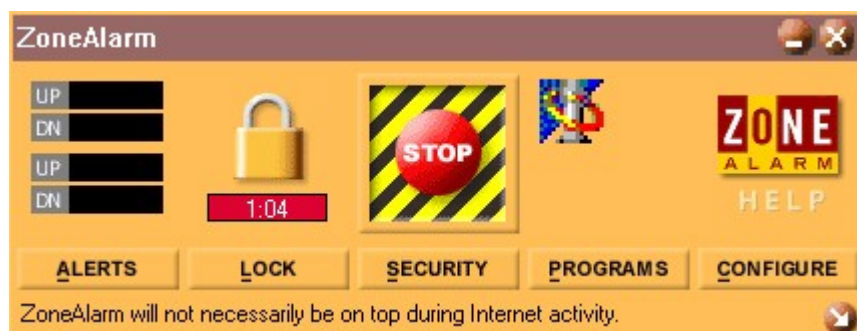 ZoneAlarm
UP
DN
UP
DN
1:04
STOP
ZONE
ALARM
HELP
ALERTS
LOCK
SECURITY
PROGRAMS
CONFIGURE
ZoneAlarm will not necessarily be on top during Internet activity.